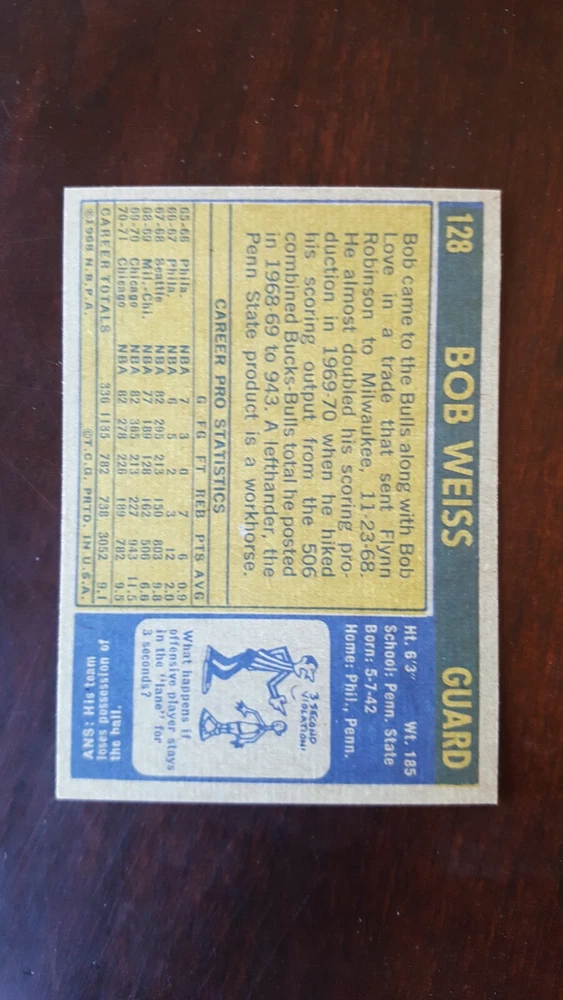 128 BOB WEISS GUARD
Bob came to the Bulls along with Bob
Love in a trade that sent Flynn
Robinson to Milwaukee, 11-23-68.
He almost doubled his scoring pro-
duction in 1969-70 when he hiked
his scoring output from the 506
combined Bucks-Bulls total he posted
in 1968-69 to 943. A lefthander, the
Penn State product is a workhorse.
CAREER PRO STATISTICS
G FG FT REB PTS AVG
65-66 Phila. NBA 7 3 0 7 6 0.9
66-67 Phila. NBA 6 5 2 3 12 2.0
67-68 Seattle NBA 82 295 213 150 803 9.8
68-69 Mil.-Chi. NBA 77 189 128 162 506 6.6
69-70 Chicago NBA 82 365 213 227 943 11.5
70-71 Chicago NBA 82 278 226 189 782 9.5
CAREER TOTALS 336 1135 782 738 3052 9.1
©1968 N.B.P.A. ©T.C.G. PRTD. IN U.S.A.
Ht. 6'3" Wt. 185
School: Penn. State
Born: 5-7-42
Home: Phil., Penn.
3 SECOND
VIOLATION!
What happens if
offensive player stays
in the "lane" for
3 seconds?
ANS: His team
loses possession of
the ball.